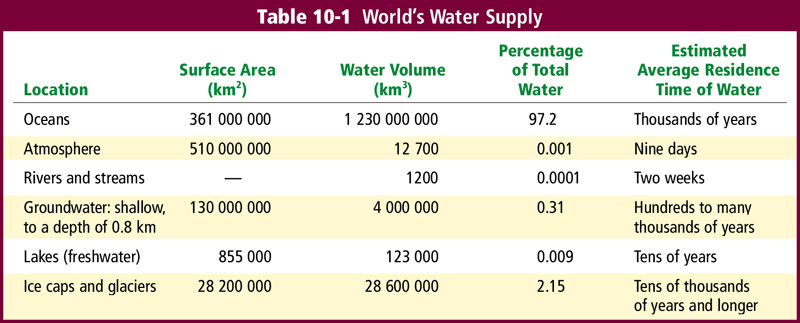 Table 10-1 World's Water Supply
Location
Surface Area
(km²)
Water Volume
(km³)
Percentage
of Total
Water
Estimated
Average Residence
Time of Water
Oceans 361 000 000 1 230 000 000 97.2 Thousands of years
Atmosphere 510 000 000 12 700 0.001 Nine days
Rivers and streams — 1200 0.0001 Two weeks
Groundwater: shallow, 130 000 000 4 000 000 0.31 Hundreds to many
to a depth of 0.8 km thousands of years
Lakes (freshwater) 855 000 123 000 0.009 Tens of years
Ice caps and glaciers 28 200 000 28 600 000 2.15 Tens of thousands
of years and longer